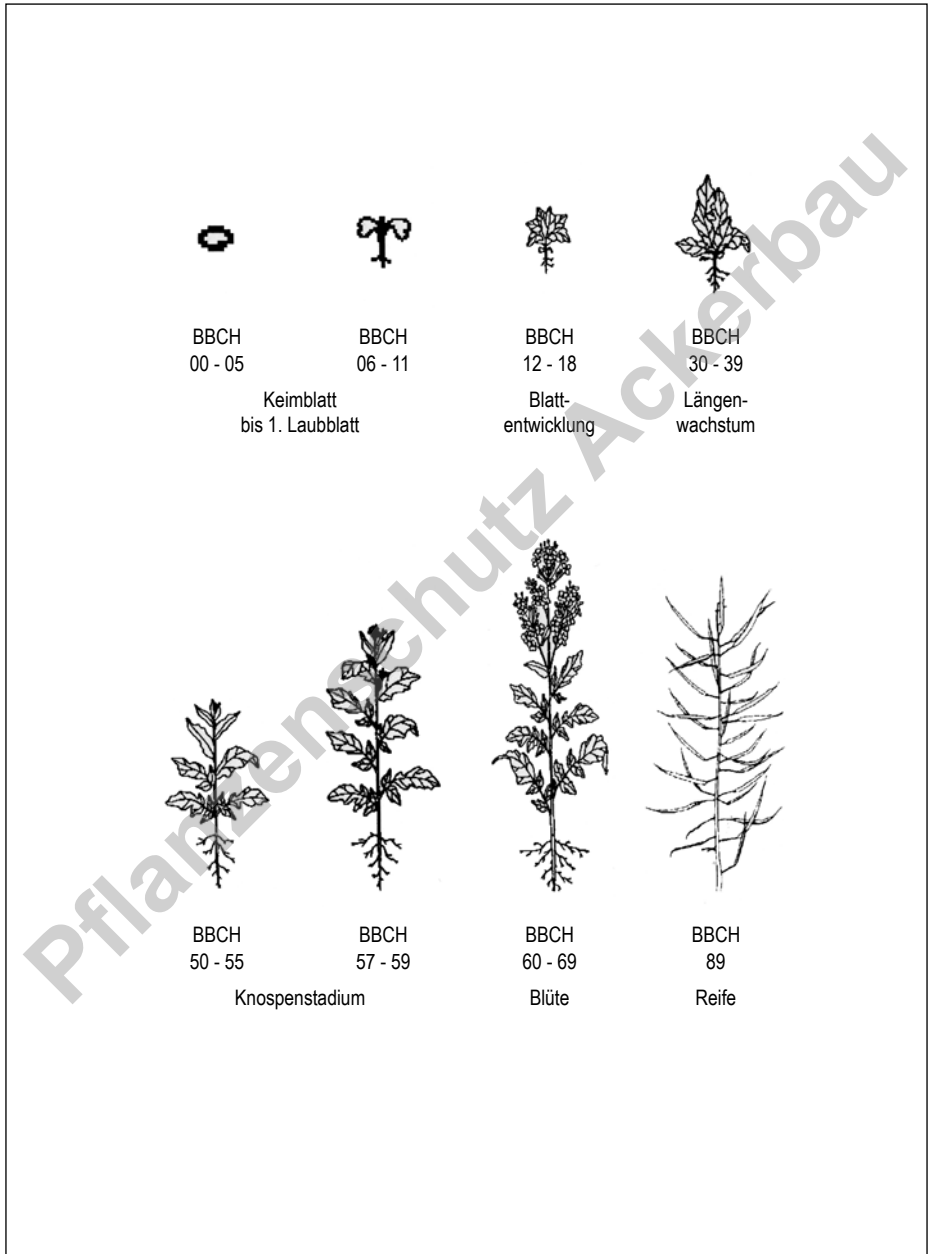 BBCH
00 - 05
BBCH
06 - 11
Keimblatt
bis 1. Laubblatt
BBCH
12 - 18
Blatt-
entwicklung
BBCH
30 - 39
Längen-
wachstum
BBCH
50 - 55
BBCH
57 - 59
Knospenstadium
BBCH
60 - 69
Blüte
BBCH
89
Reife
Pflanzenschutz Ackerbau